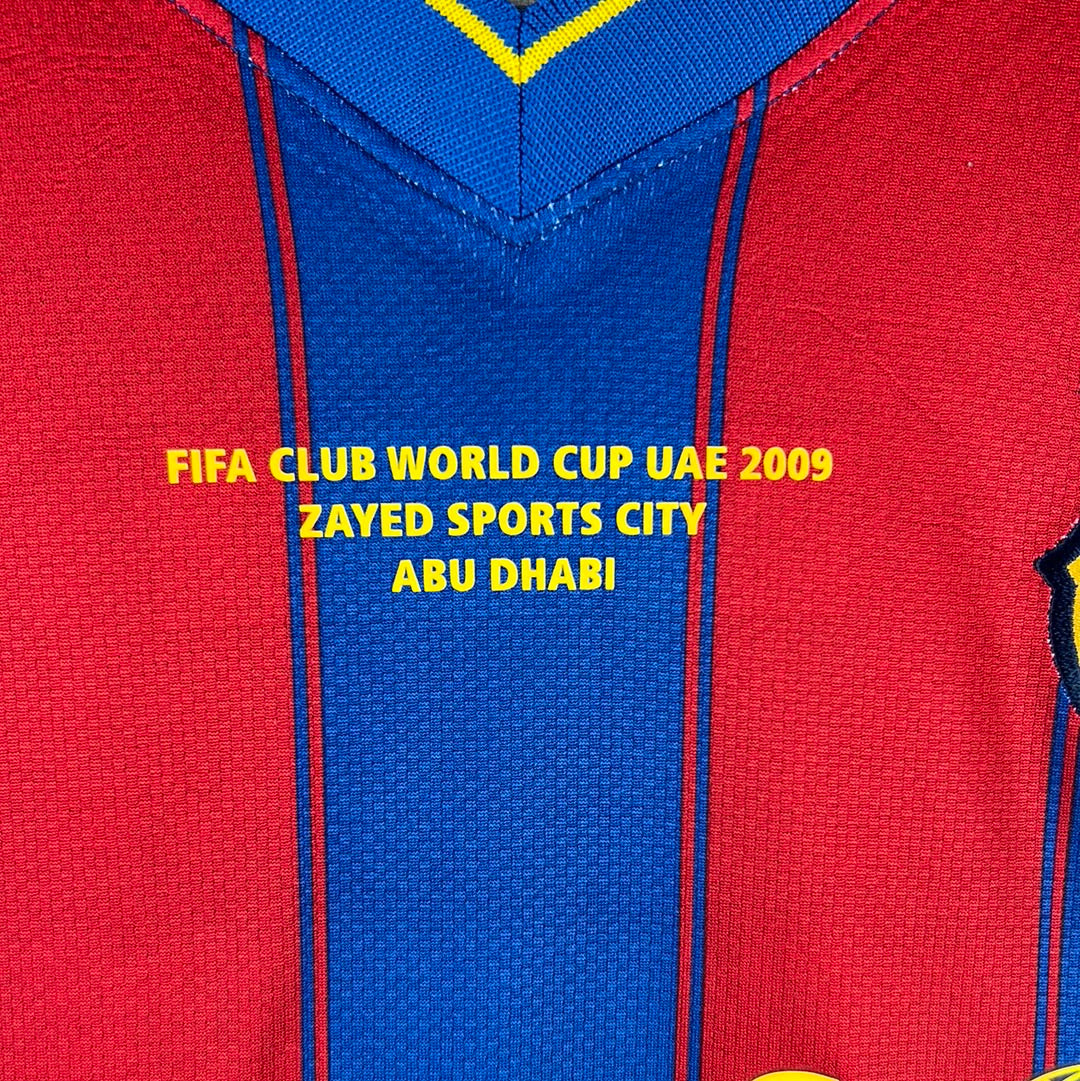 FIFA CLUB WORLD CUP UAE 2009
ZAYED SPORTS CITY
ABU DHABI